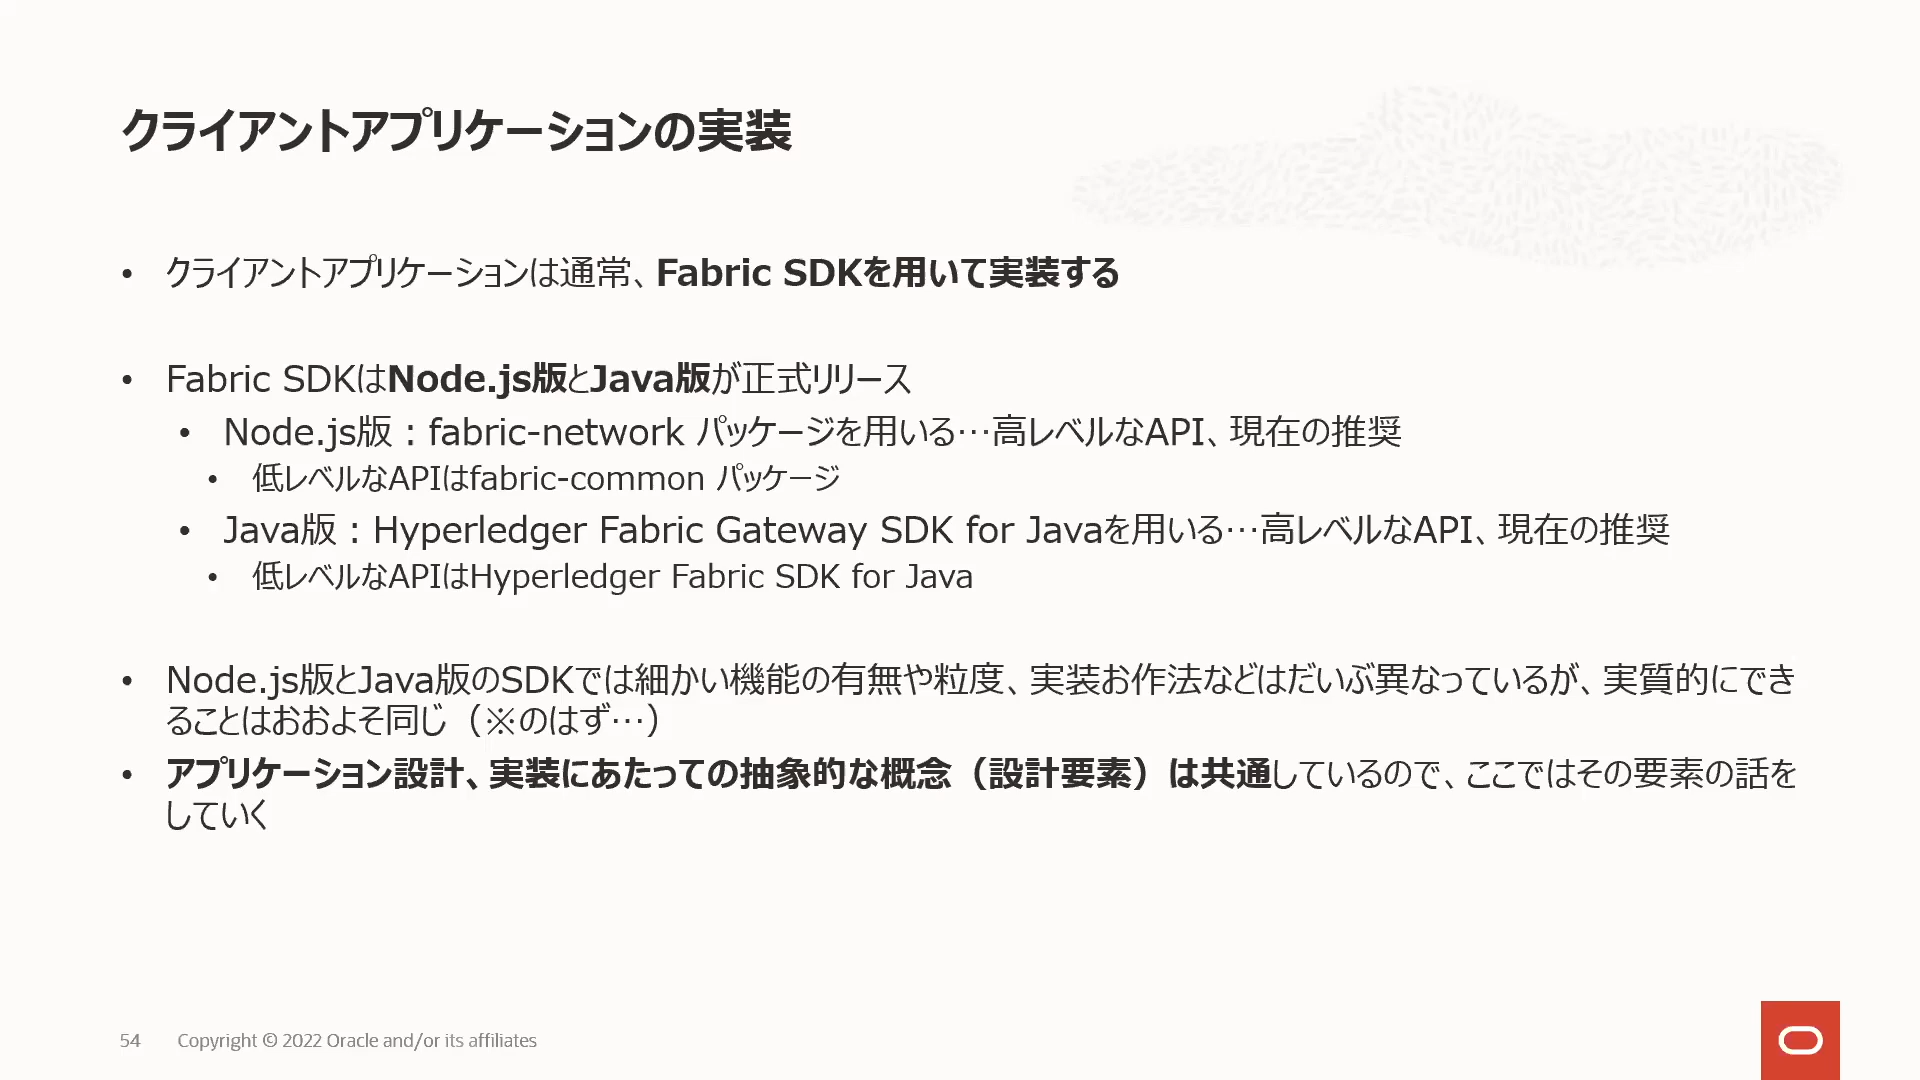 クライアントアプリケーションの実装
• クライアントアプリケーションは通常、Fabric SDKを用いて実装する
• Fabric SDKはNode.js版とJava版が正式リリース
• Node.js版：fabric-network パッケージを用いる…高レベルなAPI、現在の推奨
• 低レベルなAPIはfabric-common パッケージ
• Java版：Hyperledger Fabric Gateway SDK for Javaを用いる…高レベルなAPI、現在の推奨
• 低レベルなAPIはHyperledger Fabric SDK for Java
• Node.js版とJava版のSDKでは細かい機能の有無や粒度、実装お作法などはだいぶ異なっているが、実質的にでき
ることはおおよそ同じ（※のはず…）
• アプリケーション設計、実装にあたっての抽象的な概念（設計要素）は共通しているので、ここではその要素の話を
していく
54 Copyright © 2022 Oracle and/or its affiliates